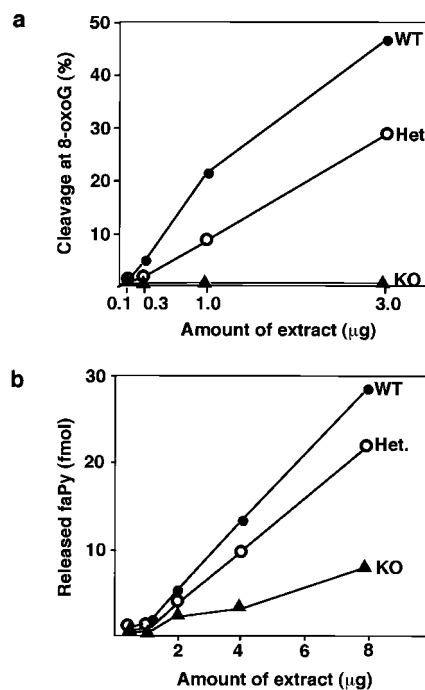 a
50
40
30
20
10
Cleavage at 8-oxoG (%)
WT
Het.
KO
0.1 0.3 1.0 3.0
Amount of extract (μg)
b
30
20
10
Released faPy (fmol)
WT
Het.
KO
2 4 6 8
Amount of extract (μg)